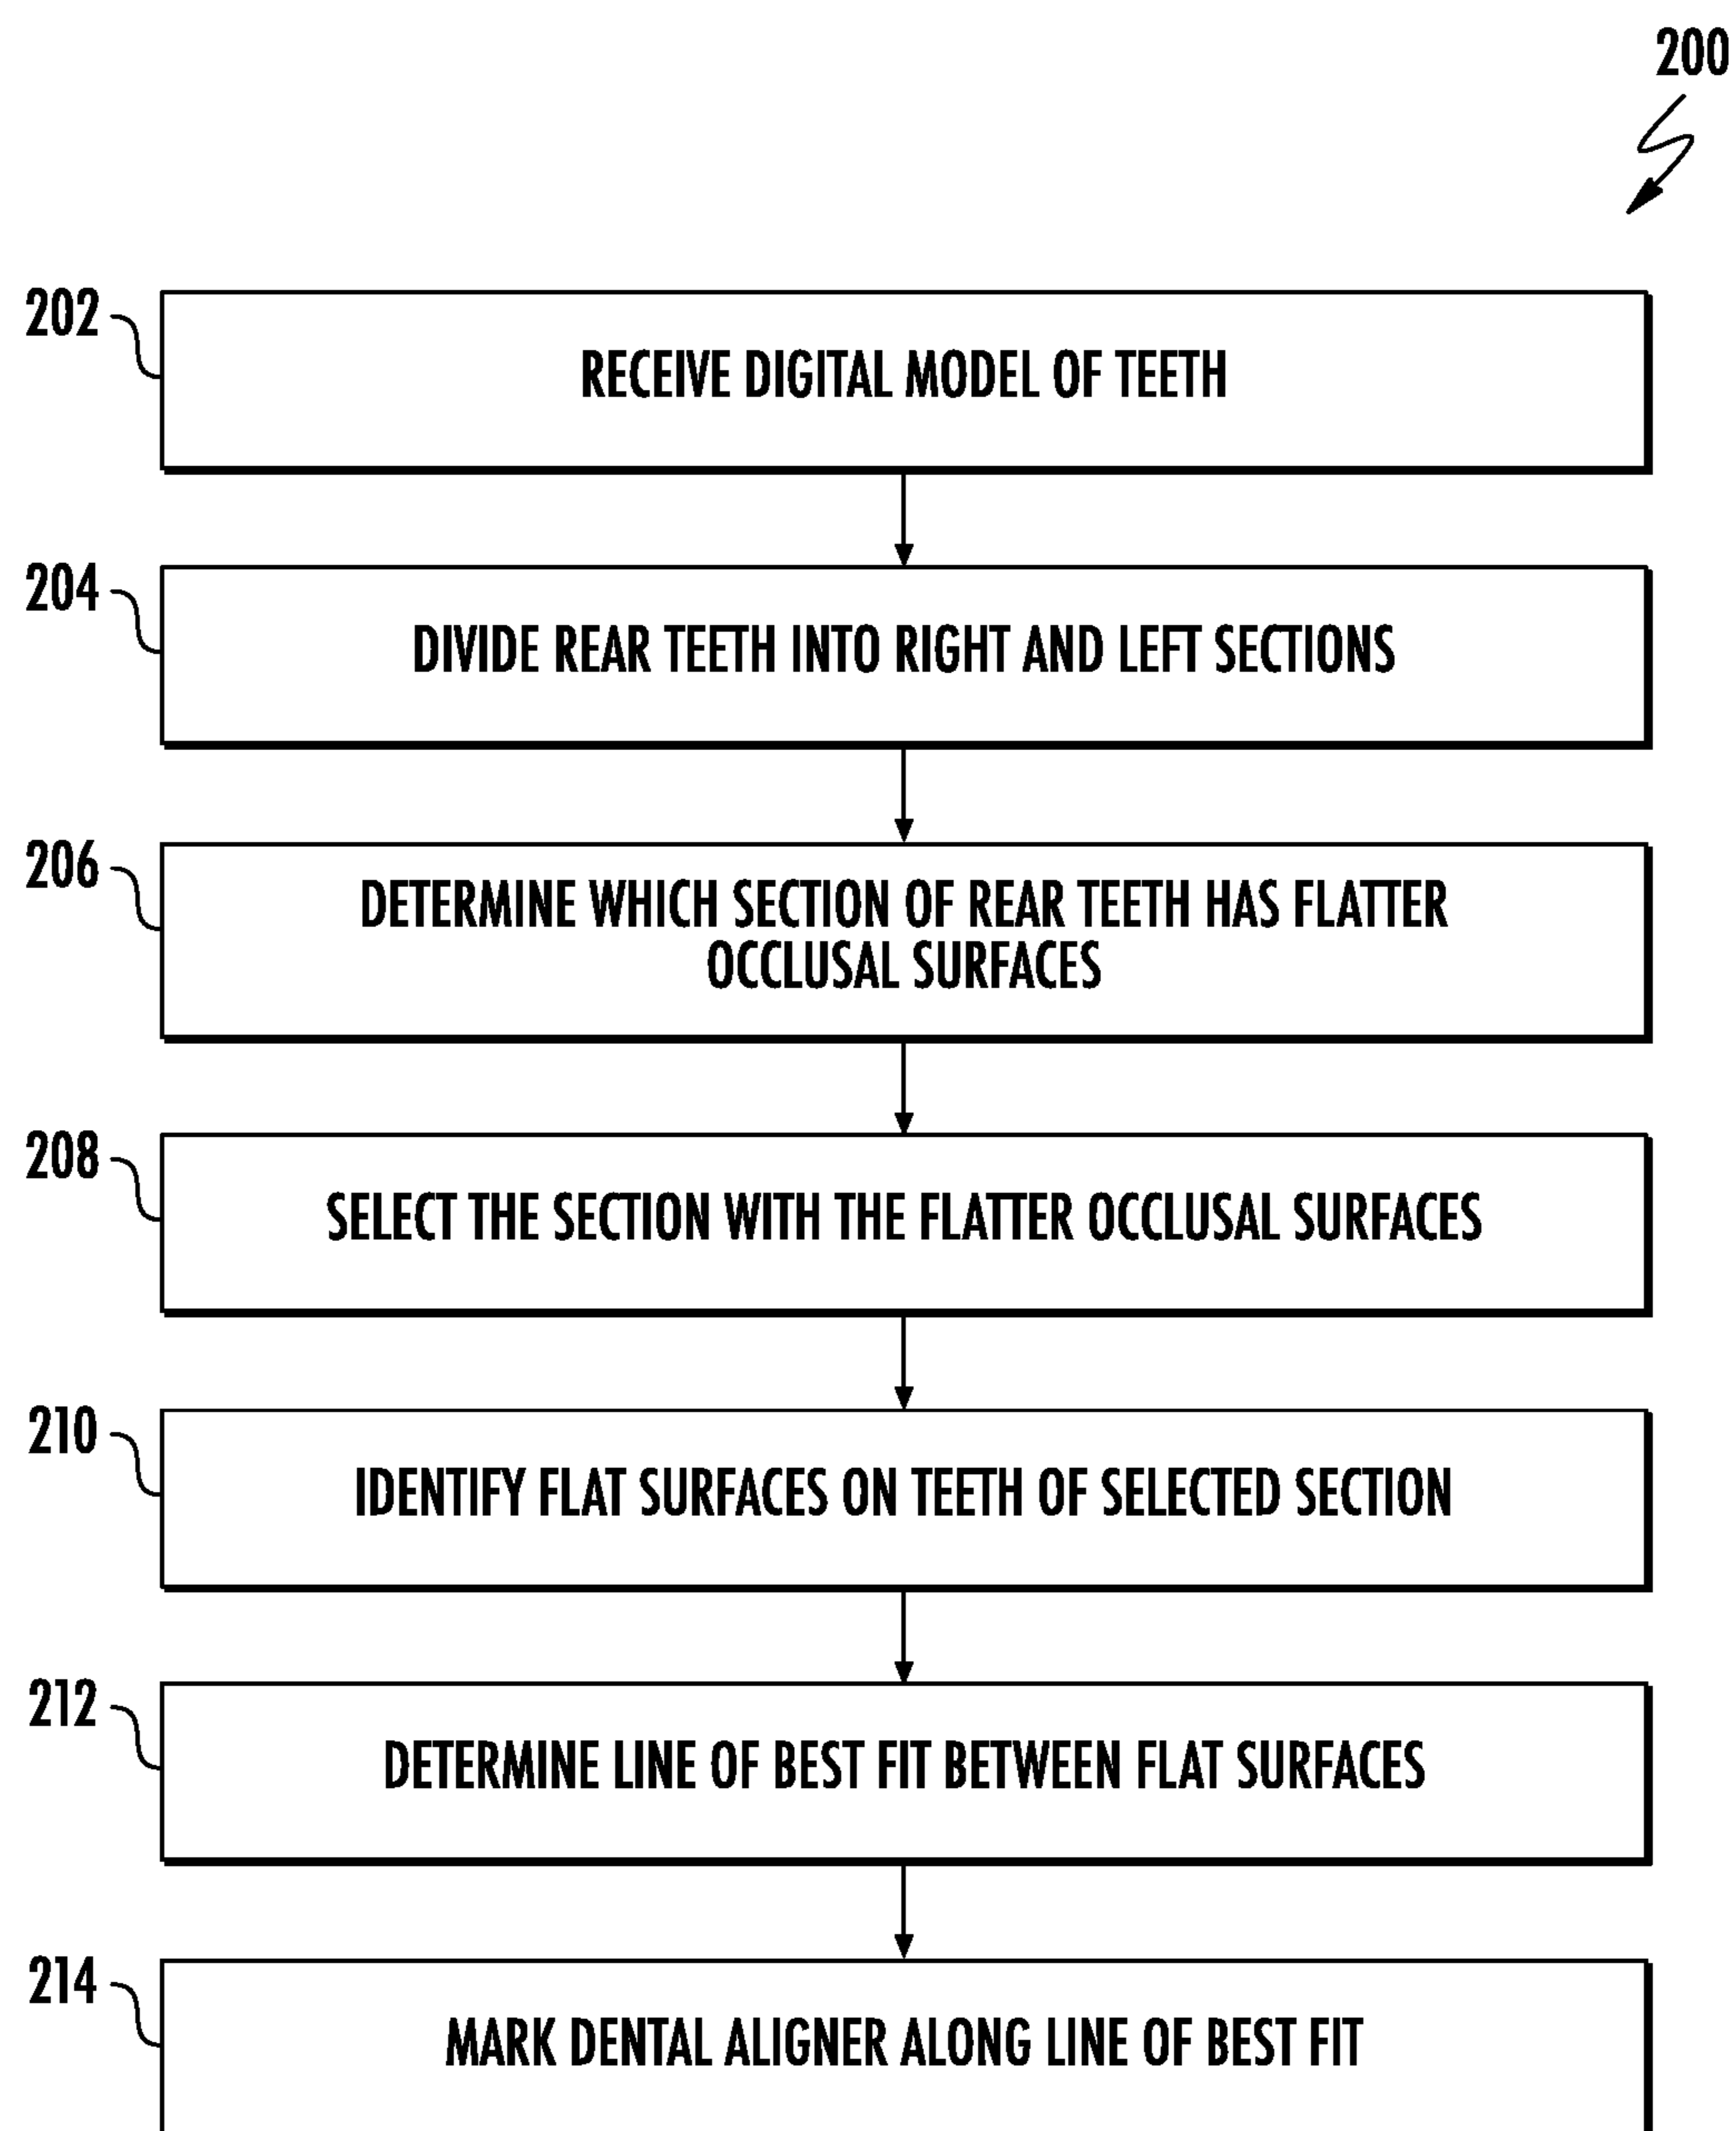 200
202
RECEIVE DIGITAL MODEL OF TEETH
204
DIVIDE REAR TEETH INTO RIGHT AND LEFT SECTIONS
206
DETERMINE WHICH SECTION OF REAR TEETH HAS FLATTER
OCCLUSAL SURFACES
208
SELECT THE SECTION WITH THE FLATTER OCCLUSAL SURFACES
210
IDENTIFY FLAT SURFACES ON TEETH OF SELECTED SECTION
212
DETERMINE LINE OF BEST FIT BETWEEN FLAT SURFACES
214
MARK DENTAL ALIGNER ALONG LINE OF BEST FIT